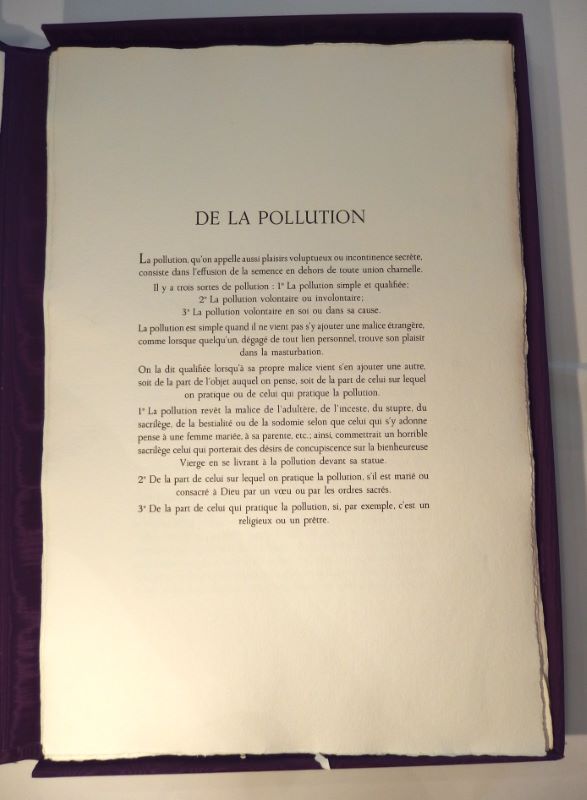 DE LA POLLUTION
La pollution, qu'on appelle aussi plaisirs voluptueux ou incontinence secrète,
consiste dans l'effusion de la semence en dehors de toute union charnelle.
Il y a trois sortes de pollution : 1° La pollution simple et qualifiée;
2° La pollution volontaire ou involontaire;
3° La pollution volontaire en soi ou dans sa cause.
La pollution est simple quand il ne vient pas s'y ajouter une malice étrangère,
comme lorsque quelqu'un, dégagé de tout lien personnel, trouve son plaisir
dans la masturbation.
On la dit qualifiée lorsqu'à sa propre malice vient s'en ajouter une autre,
soit de la part de l'objet auquel on pense, soit de la part de celui sur lequel
on pratique ou de celui qui pratique la pollution.
1° La pollution revêt la malice de l'adultère, de l'inceste, du stupre, du
sacrilège, de la bestialité ou de la sodomie selon que celui qui s'y adonne
pense à une femme mariée, à sa parente, etc.; ainsi, commettrait un horrible
sacrilège celui qui porterait des désirs de concupiscence sur la bienheureuse
Vierge en se livrant à la pollution devant sa statue.
2° De la part de celui sur lequel on pratique la pollution, s'il est marié ou
consacré à Dieu par un vœu ou par les ordres sacrés.
3° De la part de celui qui pratique la pollution, si, par exemple, c'est un
religieux ou un prêtre.